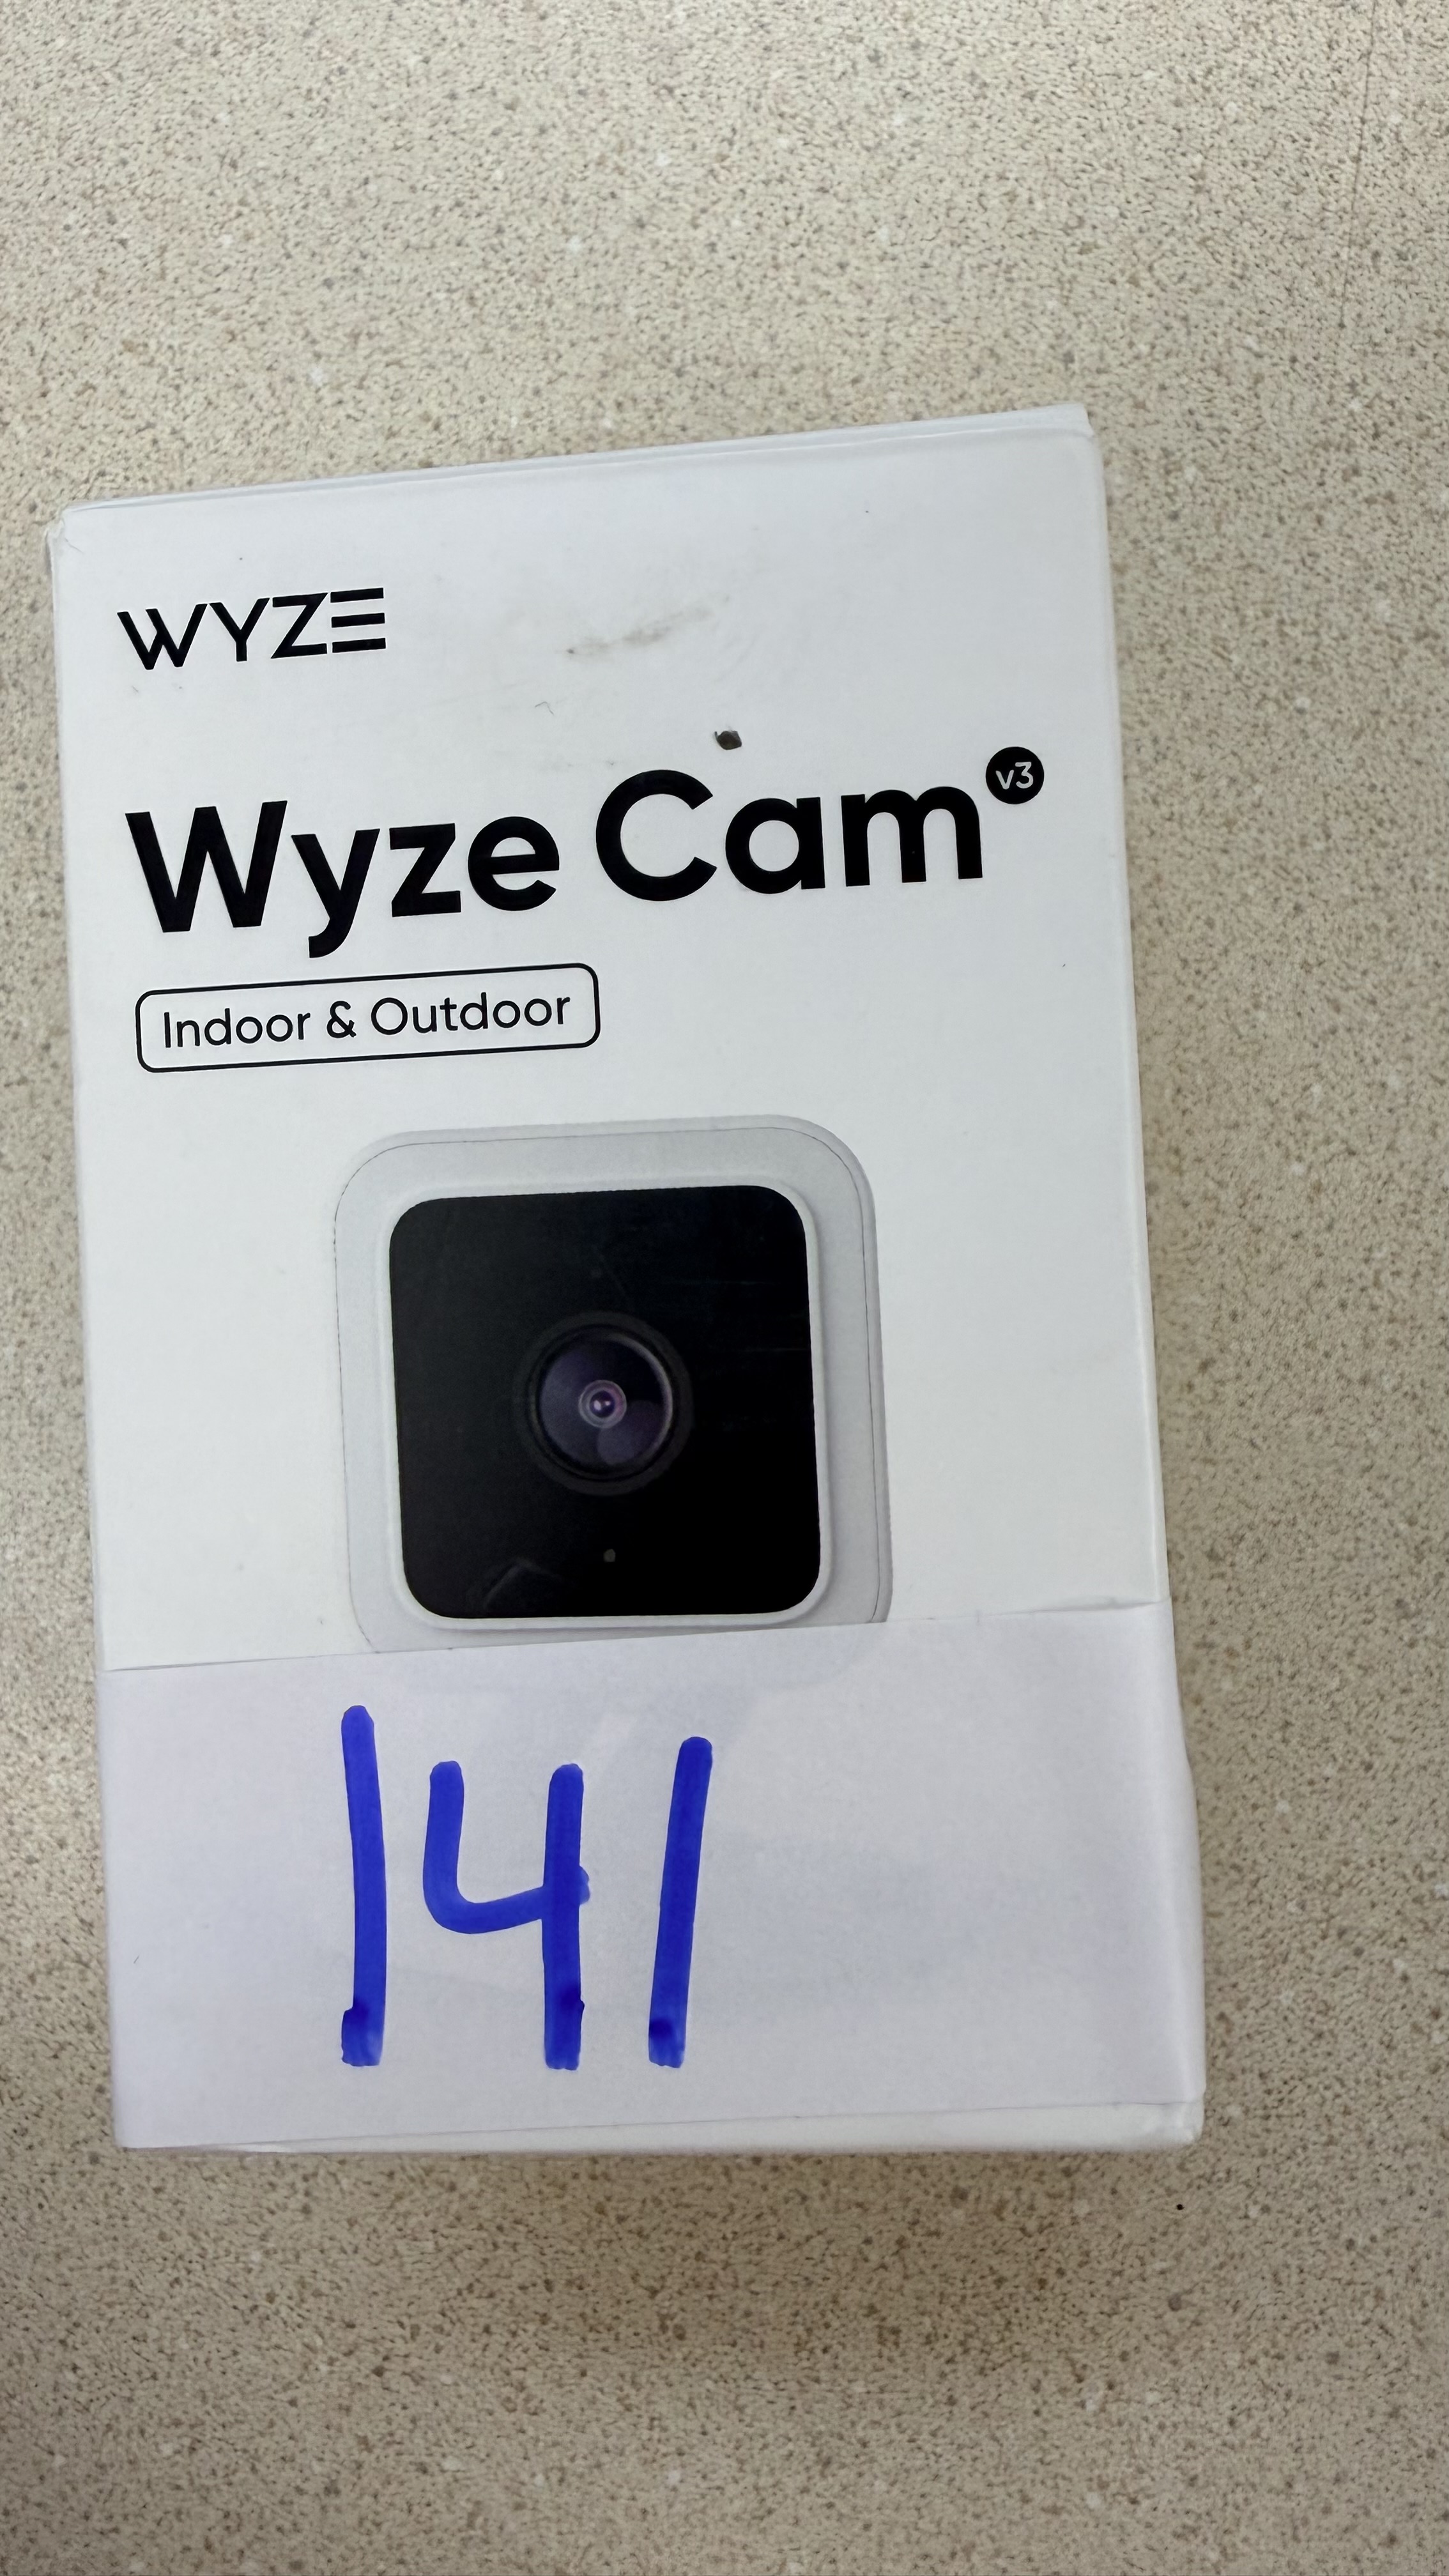 WYZE
Wyze Cam v3
Indoor & Outdoor
141